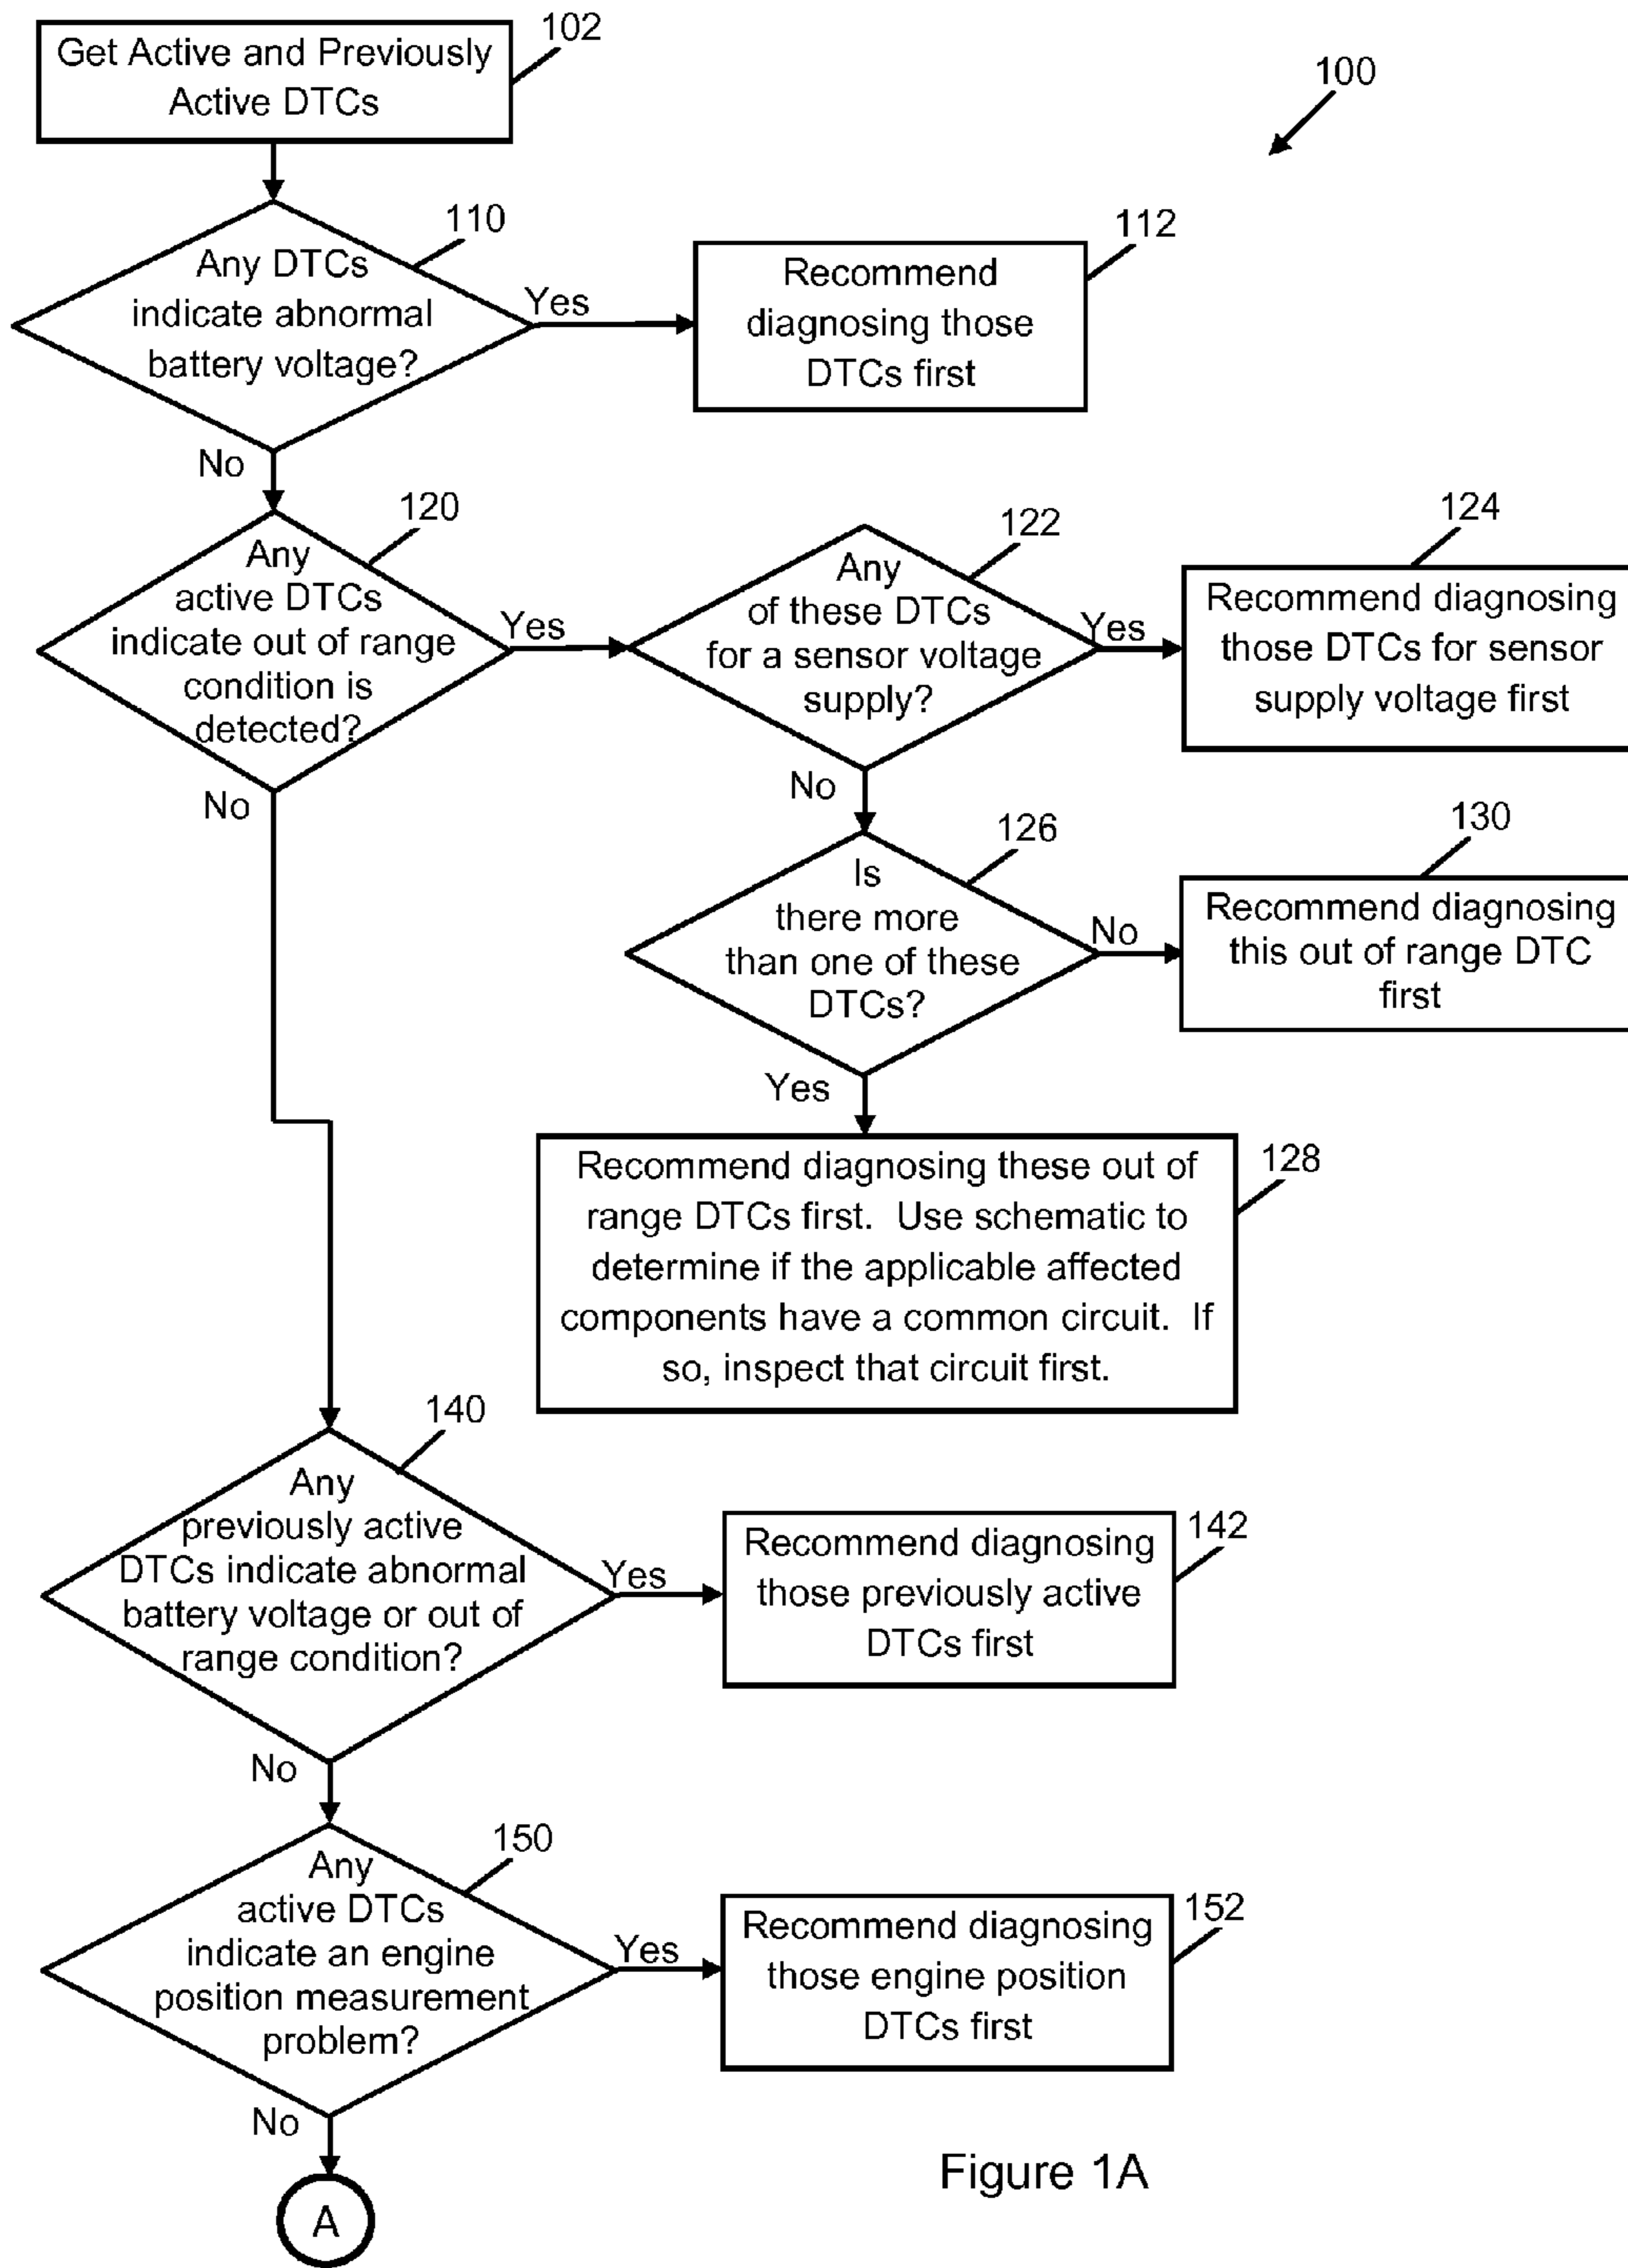 102
Get Active and Previously
Active DTCs
100
110
Any DTCs
indicate abnormal
battery voltage?
Yes
112
Recommend
diagnosing those
DTCs first
No
120
Any
active DTCs
indicate out of range
condition is
detected?
Yes
122
Any
of these DTCs
for a sensor voltage
supply?
Yes
124
Recommend diagnosing
those DTCs for sensor
supply voltage first
No
No
126
Is
there more
than one of these
DTCs?
No
130
Recommend diagnosing
this out of range DTC
first
Yes
128
Recommend diagnosing these out of
range DTCs first. Use schematic to
determine if the applicable affected
components have a common circuit. If
so, inspect that circuit first.
140
Any
previously active
DTCs indicate abnormal
battery voltage or out of
range condition?
Yes
142
Recommend diagnosing
those previously active
DTCs first
No
150
Any
active DTCs
indicate an engine
position measurement
problem?
Yes
152
Recommend diagnosing
those engine position
DTCs first
No
A
Figure 1A